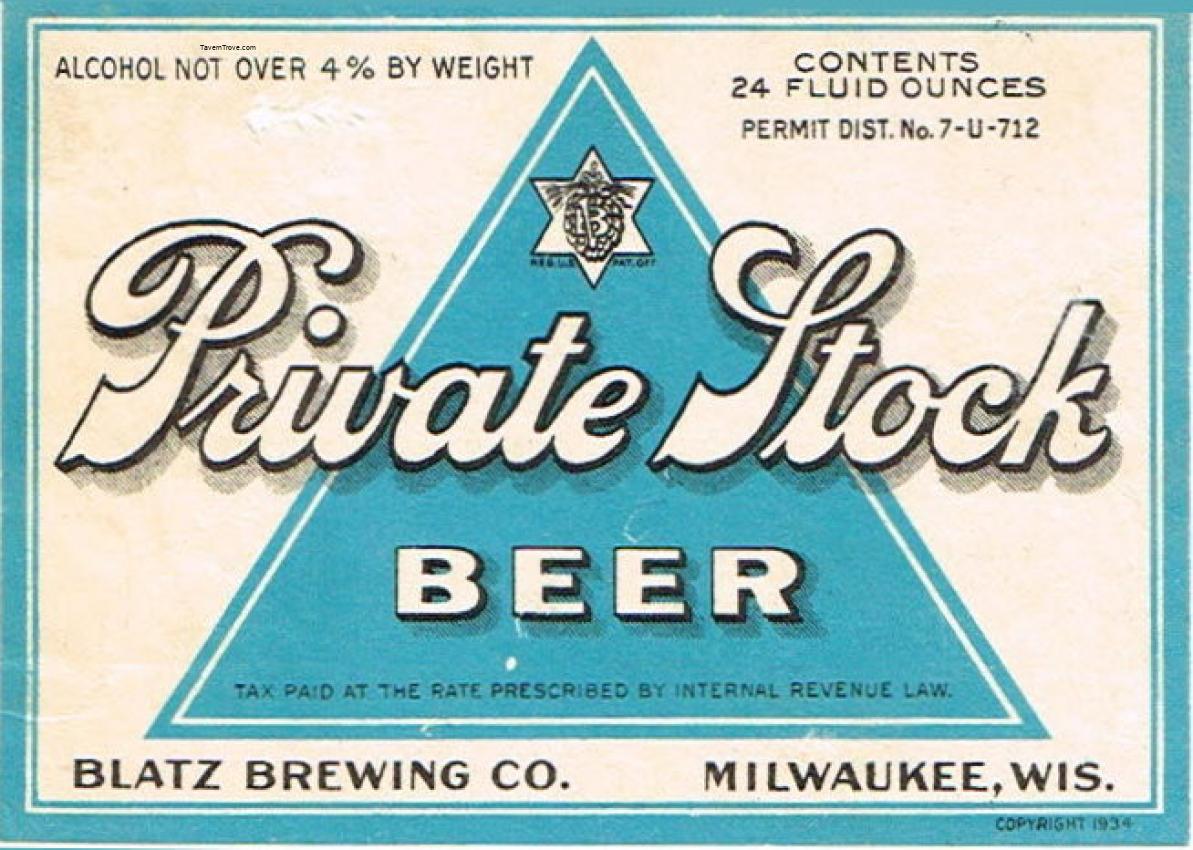 TavernTrove.com
ALCOHOL NOT OVER 4% BY WEIGHT
CONTENTS
24 FLUID OUNCES
PERMIT DIST. No. 7-U-712
B
REG. U.S. PAT. OFF.
Private Stock
BEER
TAX PAID AT THE RATE PRESCRIBED BY INTERNAL REVENUE LAW.
BLATZ BREWING CO. MILWAUKEE, WIS.
COPYRIGHT 1934